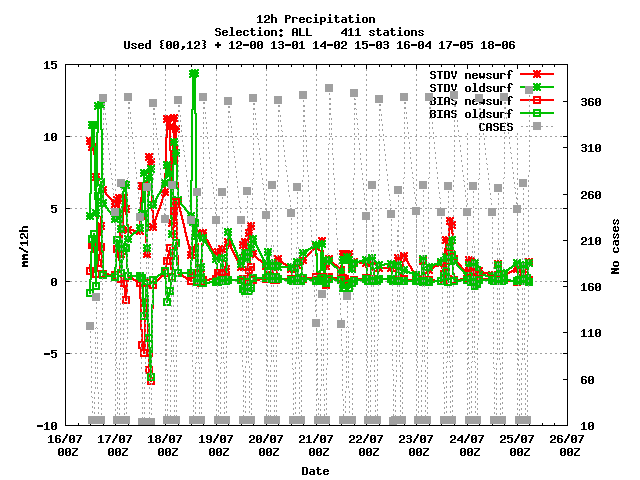 12h Precipitation
Selection: ALL    411 stations
Used {00,12} + 12-00 13-01 14-02 15-03 16-04 17-05 18-06
STDV newsurf
STDV oldsurf
BIAS newsurf
BIAS oldsurf
CASES
15
10
5
0
-5
-10
mm/12h
360
310
260
210
160
110
60
10
No cases
16/07 17/07 18/07 19/07 20/07 21/07 22/07 23/07 24/07 25/07 26/07
00Z 00Z 00Z 00Z 00Z 00Z 00Z 00Z 00Z 00Z 00Z
Date